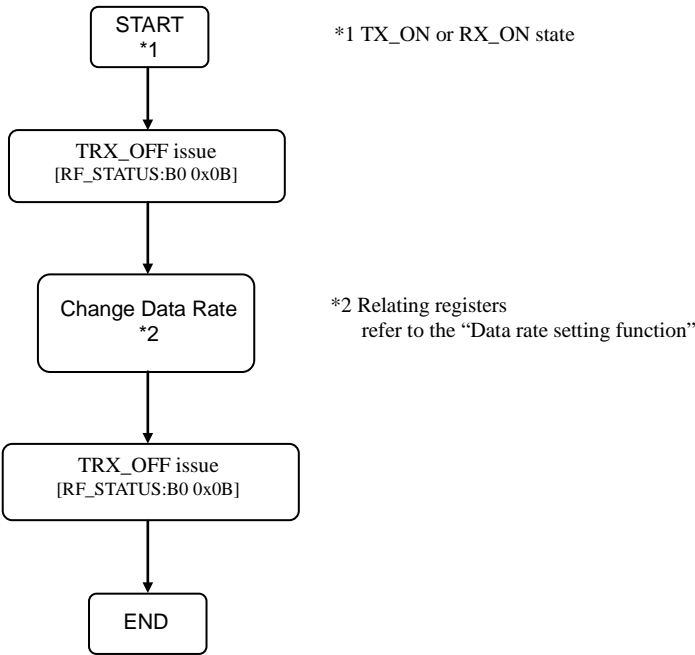 START
*1
*1 TX_ON or RX_ON state
TRX_OFF issue
[RF_STATUS:B0 0x0B]
Change Data Rate
*2
*2 Relating registers
refer to the “Data rate setting function”
TRX_OFF issue
[RF_STATUS:B0 0x0B]
END